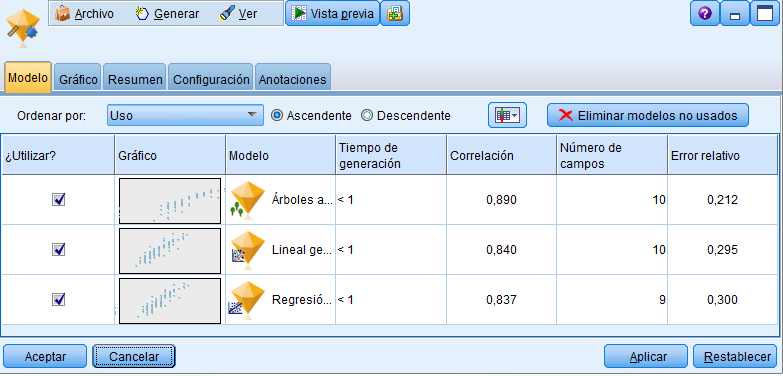 Archivo Generar Ver Vista previa
Modelo Gráfico Resumen Configuración Anotaciones
Ordenar por: Uso Ascendente Descendente Eliminar modelos no usados
¿Utilizar? Gráfico Modelo Tiempo de generación Correlación Número de campos Error relativo
Árboles a... < 1 0,890 10 0,212
Lineal ge... < 1 0,840 10 0,295
Regresió... < 1 0,837 9 0,300
Aceptar Cancelar Aplicar Restablecer